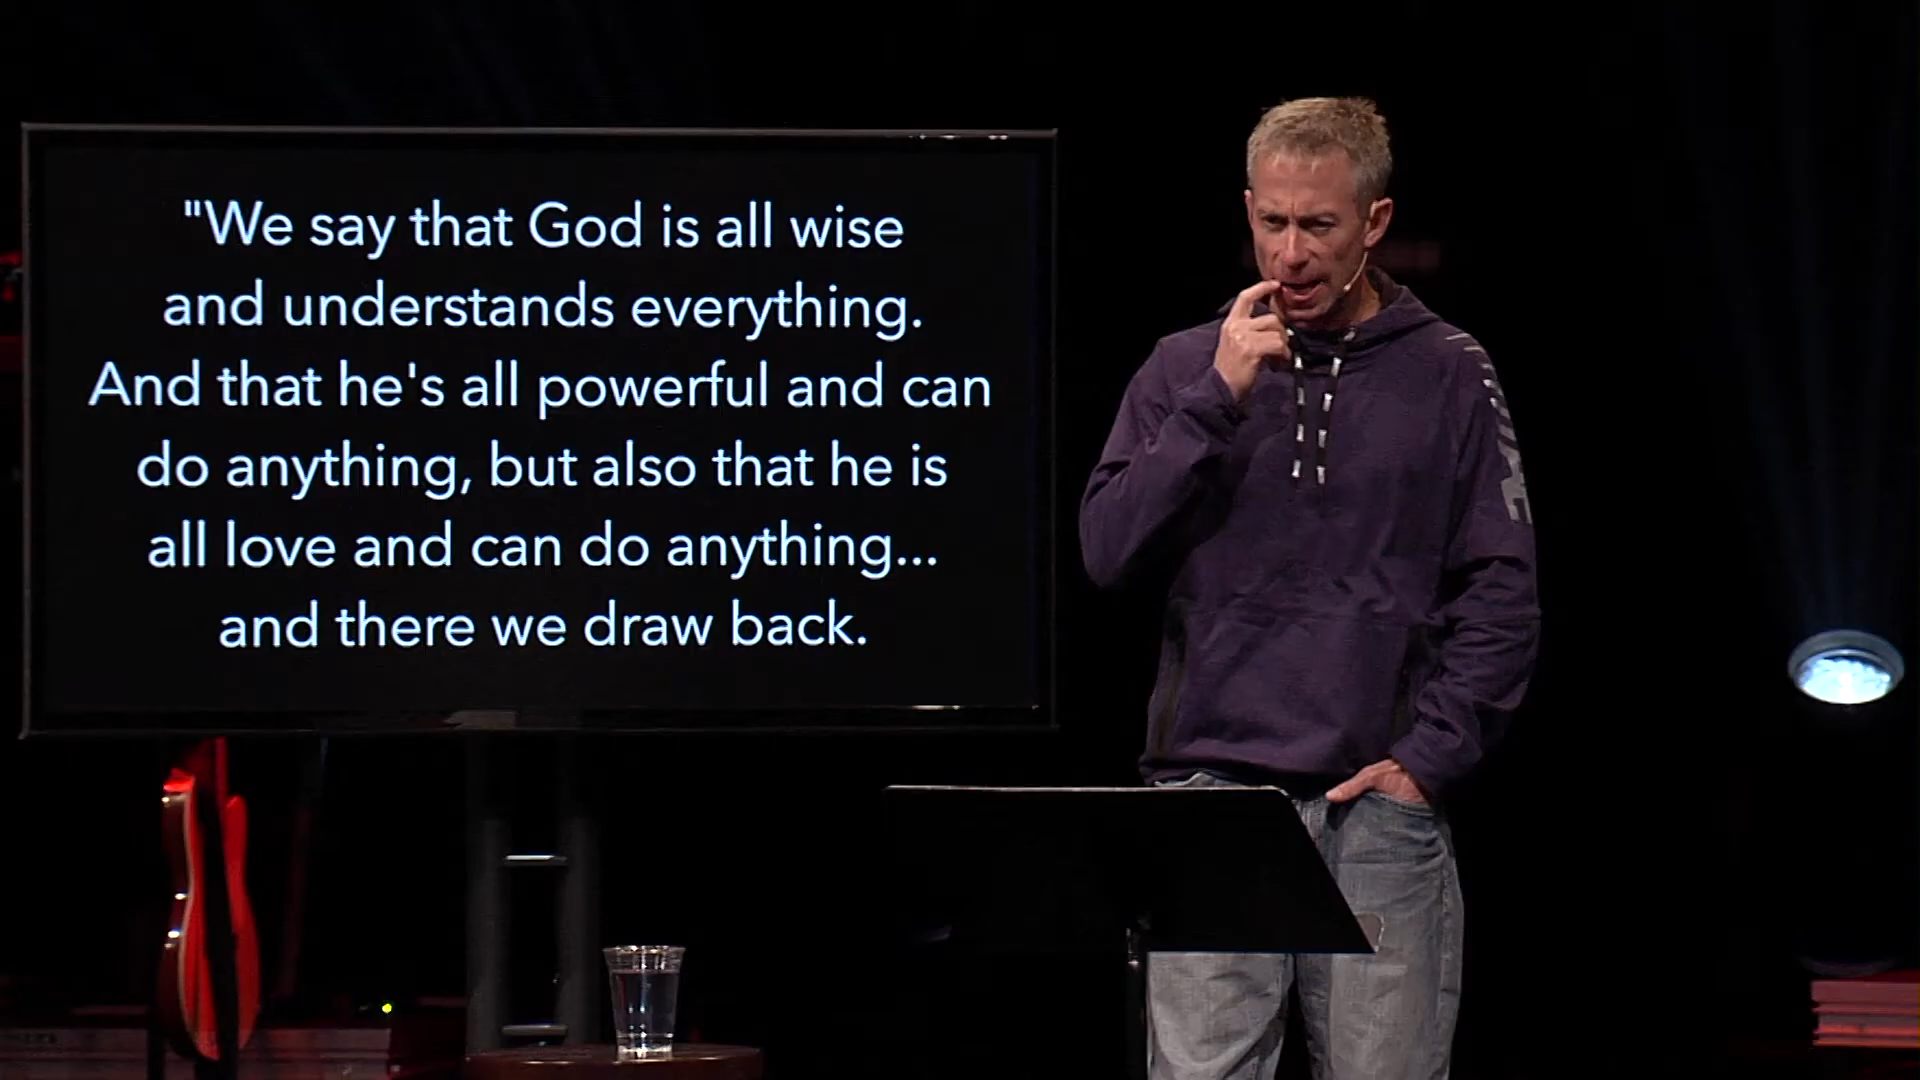 "We say that God is all wise
and understands everything.
And that he's all powerful and can
do anything, but also that he is
all love and can do anything...
and there we draw back.